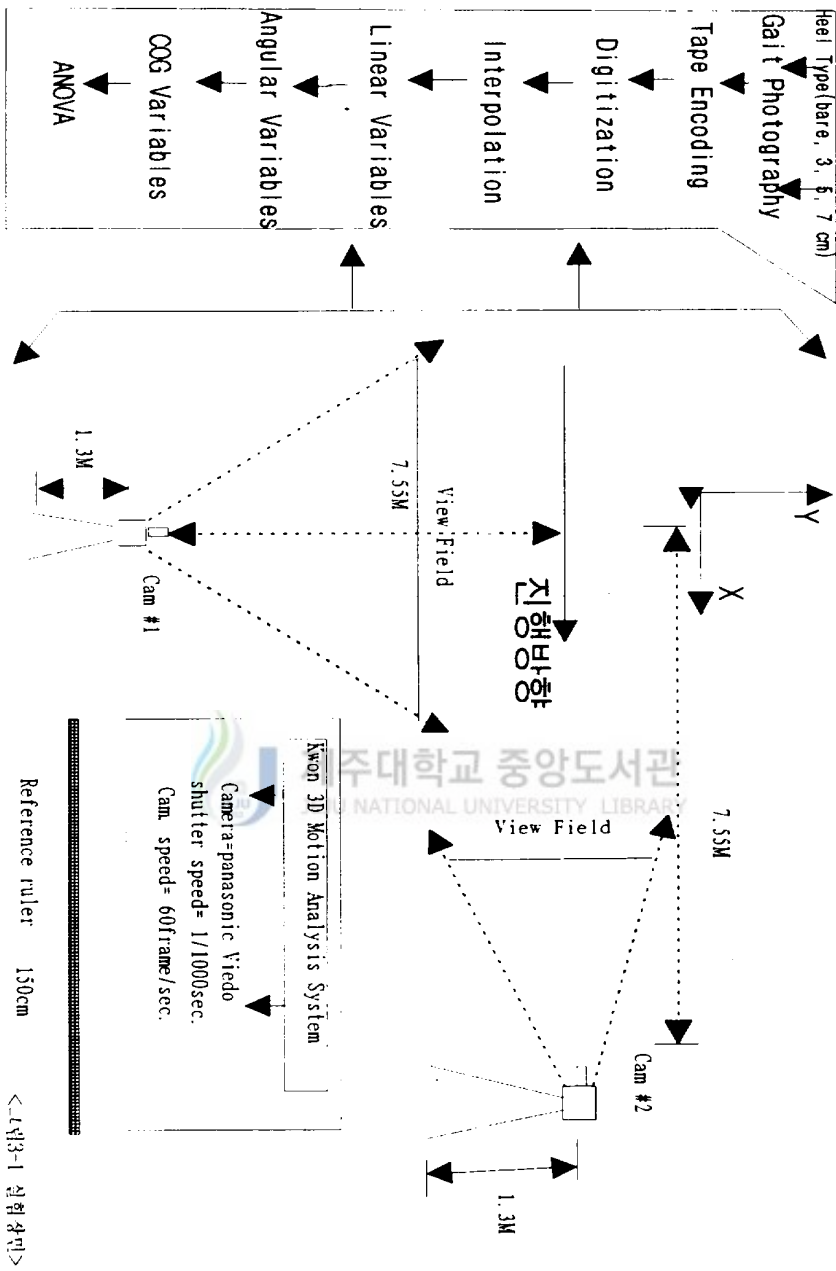 Heel Type(bare, 3, 5, 7 cm)
Gait Photography
Tape Encoding
Digitization
Interpolation
Linear Variables
Angular Variables
COG Variables
ANOVA
Y
X
7.55M
Cam #2
1.3M
View Field
진행방향
View Field
7.55M
Cam #1
1.3M
제주대학교 중앙도서관
JEJU NATIONAL UNIVERSITY LIBRARY
Kwon 3D Motion Analysis System
Camera=panasonic Viedo
shutter speed= 1/1000sec.
Cam. speed= 60frame/sec.
Reference ruler 150cm
3-1